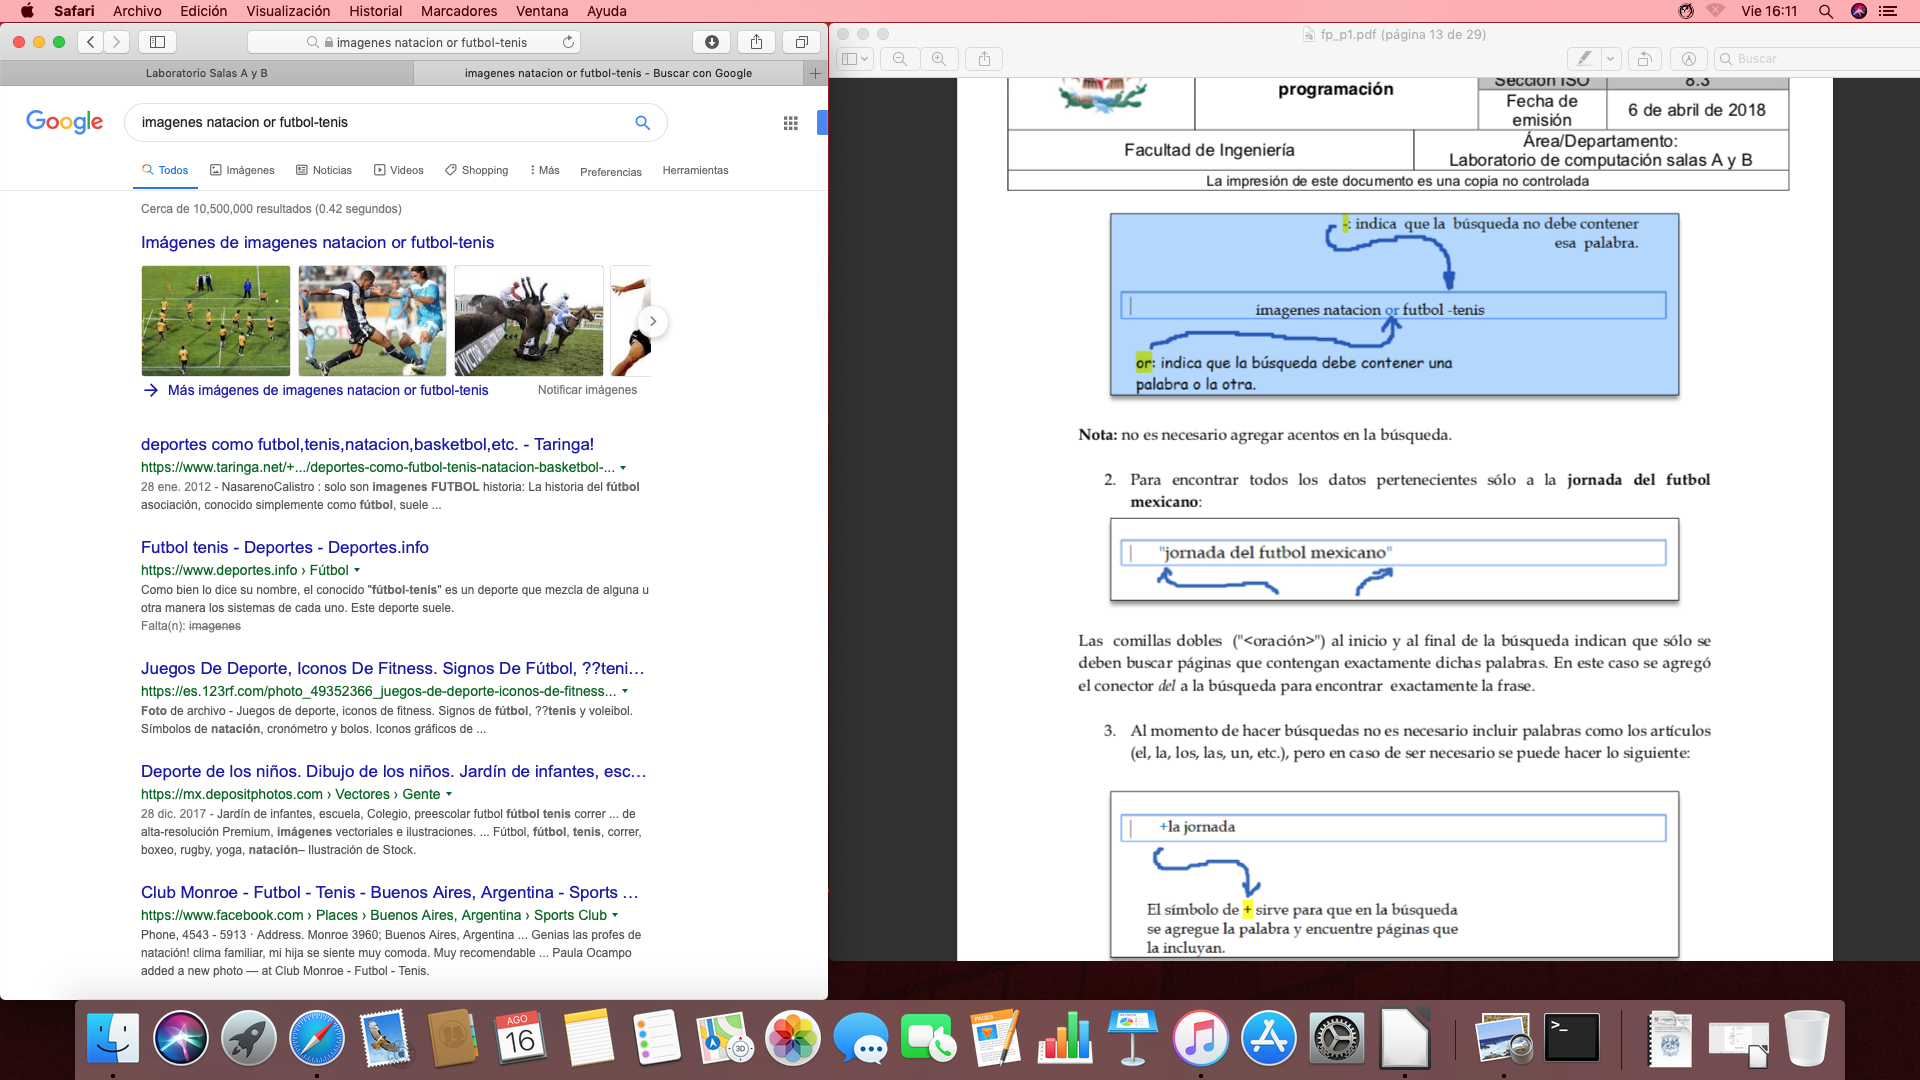 Safari Archivo Edición Visualización Historial Marcadores Ventana Ayuda
Vie 16:11
imagenes natacion or futbol-tenis
Laboratorio Salas A y B
imagenes natacion or futbol-tenis - Buscar con Google
Google
imagenes natacion or futbol-tenis
Todos Imágenes Noticias Videos Shopping Más Preferencias Herramientas
Cerca de 10,500,000 resultados (0.42 segundos)
Imágenes de imagenes natacion or futbol-tenis
Más imágenes de imagenes natacion or futbol-tenis
Notificar imágenes
deportes como futbol,tenis,natacion,basketbol,etc. - Taringa!
https://www.taringa.net/+.../deportes-como-futbol-tenis-natacion-basketbol-...
28 ene. 2012 - NasarenoCalistro : solo son imagenes FUTBOL historia: La historia del fútbol
asociación, conocido simplemente como fútbol, suele ...
Futbol tenis - Deportes - Deportes.info
https://www.deportes.info › Fútbol
Como bien lo dice su nombre, el conocido "fútbol-tenis" es un deporte que mezcla de alguna u
otra manera los sistemas de cada uno. Este deporte suele.
Falta(n): imagenes
Juegos De Deporte, Iconos De Fitness. Signos De Fútbol, ??teni...
https://es.123rf.com/photo_49352366_juegos-de-deporte-iconos-de-fitness...
Foto de archivo - Juegos de deporte, iconos de fitness. Signos de fútbol, ??tenis y voleibol.
Símbolos de natación, cronómetro y bolos. Iconos gráficos de ...
Deporte de los niños. Dibujo de los niños. Jardín de infantes, esc...
https://mx.depositphotos.com › Vectores › Gente
28 dic. 2017 - Jardín de infantes, escuela, Colegio, preescolar futbol fútbol tenis correr ... de
alta-resolución Premium, imágenes vectoriales e ilustraciones. ... Fútbol, fútbol, tenis, correr,
boxeo, rugby, yoga, natación– Ilustración de Stock.
Club Monroe - Futbol - Tenis - Buenos Aires, Argentina - Sports ...
https://www.facebook.com › Places › Buenos Aires, Argentina › Sports Club
Phone, 4543 - 5913 · Address. Monroe 3960; Buenos Aires, Argentina ... Genias las profes de
natación! clima familiar, mi hija se siente muy comoda. Muy recomendable ... Paula Ocampo
added a new photo — at Club Monroe - Futbol - Tenis.
fp_p1.pdf (página 13 de 29)
Buscar
programación
Sección ISO
8.3
Fecha de
emisión
6 de abril de 2018
Facultad de Ingeniería
Área/Departamento:
Laboratorio de computación salas A y B
La impresión de este documento es una copia no controlada
-: indica que la búsqueda no debe contener
esa palabra.
imagenes natacion or futbol -tenis
or: indica que la búsqueda debe contener una
palabra o la otra.
Nota: no es necesario agregar acentos en la búsqueda.
2. Para encontrar todos los datos pertenecientes sólo a la jornada del futbol
mexicano:
"jornada del futbol mexicano"
Las comillas dobles ("<oración>") al inicio y al final de la búsqueda indican que sólo se
deben buscar páginas que contengan exactamente dichas palabras. En este caso se agregó
el conector del a la búsqueda para encontrar exactamente la frase.
3. Al momento de hacer búsquedas no es necesario incluir palabras como los artículos
(el, la, los, las, un, etc.), pero en caso de ser necesario se puede hacer lo siguiente:
+la jornada
El símbolo de + sirve para que en la búsqueda
se agregue la palabra y encuentre páginas que
la incluyan.
AGO
16
3D
PAGES
>_